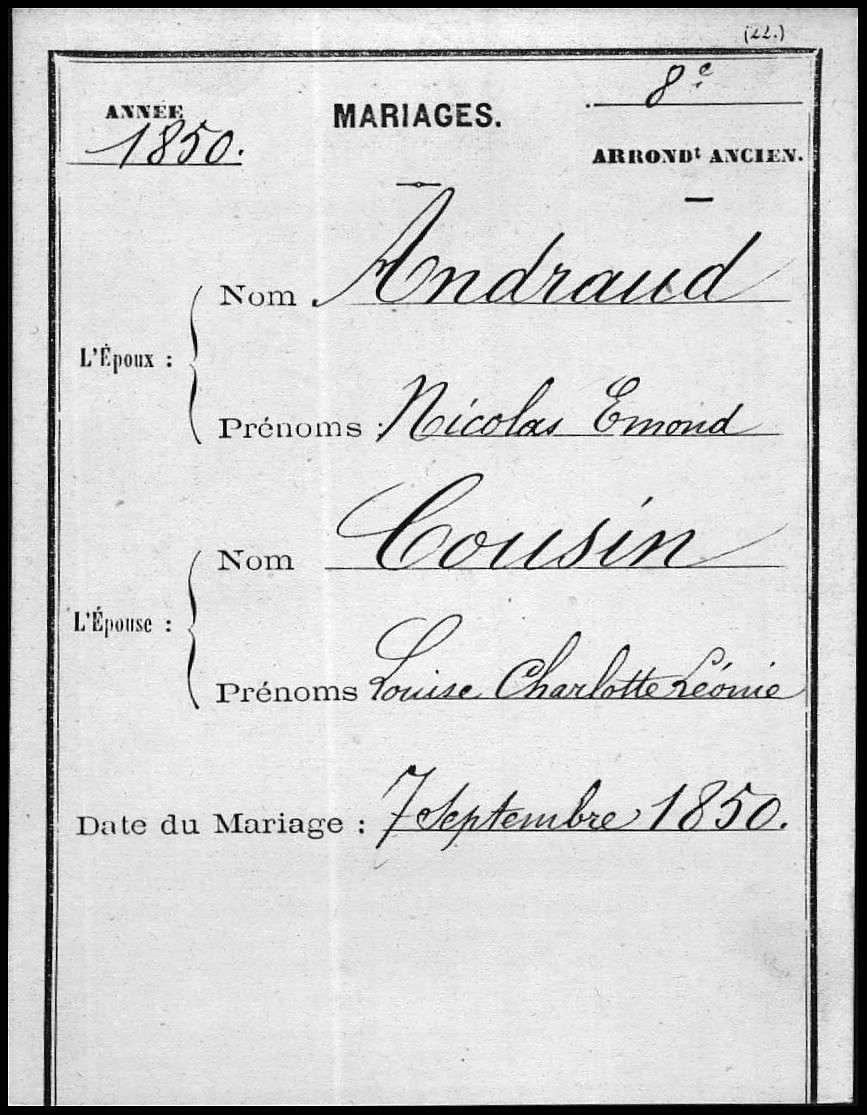 (22.)
ANNÉE MARIAGES. 8e
1850. ARRONDt ANCIEN.
Nom Andraud
L'Époux :
Prénoms : Nicolas Emond
Nom Cousin
L'Épouse :
Prénoms Louise Charlotte Léonie
Date du Mariage : 7 Septembre 1850.